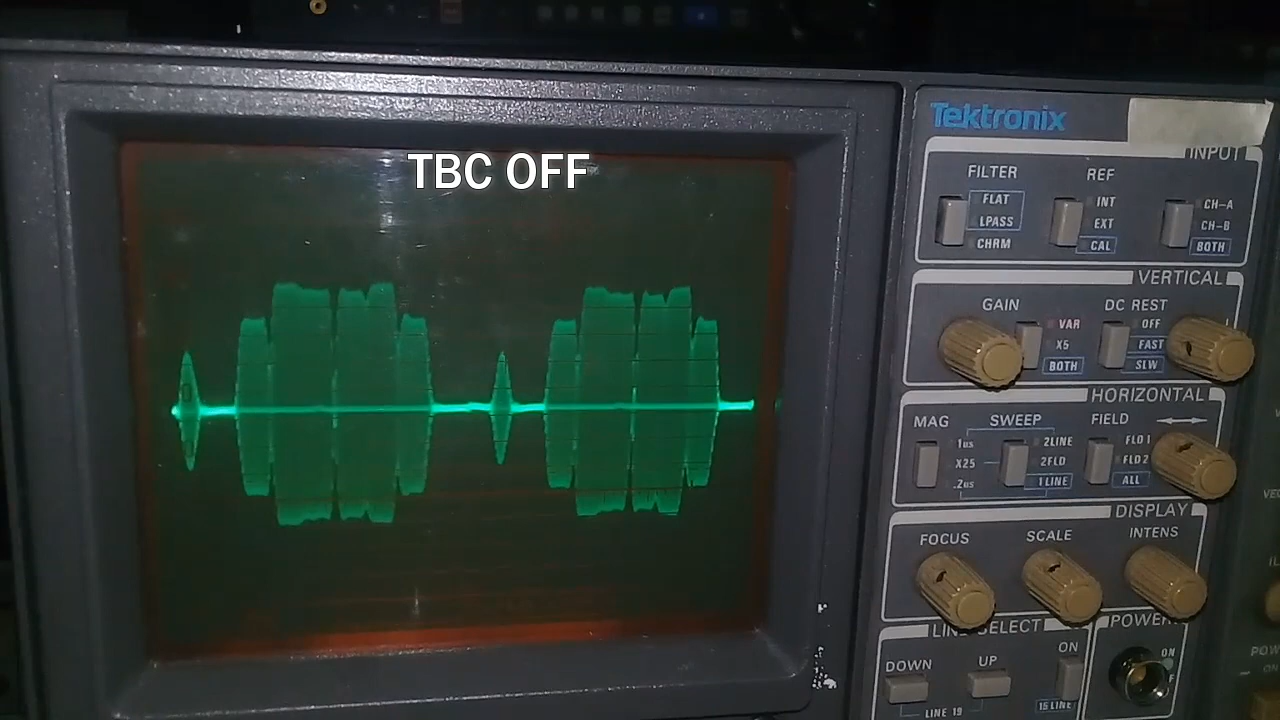 TBC OFF
Tektronix
INPUT
FILTER
REF
FLAT
LPASS
CHRM
INT
EXT
CAL
CH-A
CH-B
BOTH
VERTICAL
GAIN
DC REST
VAR
X5
BOTH
OFF
FAST
SLW
HORIZONTAL
MAG
SWEEP
FIELD
1us
X25
.2us
2LINE
2FLD
1LINE
FLD 1
FLD 2
ALL
DISPLAY
FOCUS
SCALE
INTENS
LINE SELECT
POWER
DOWN
UP
ON
ON
LINE 19
15 LINE